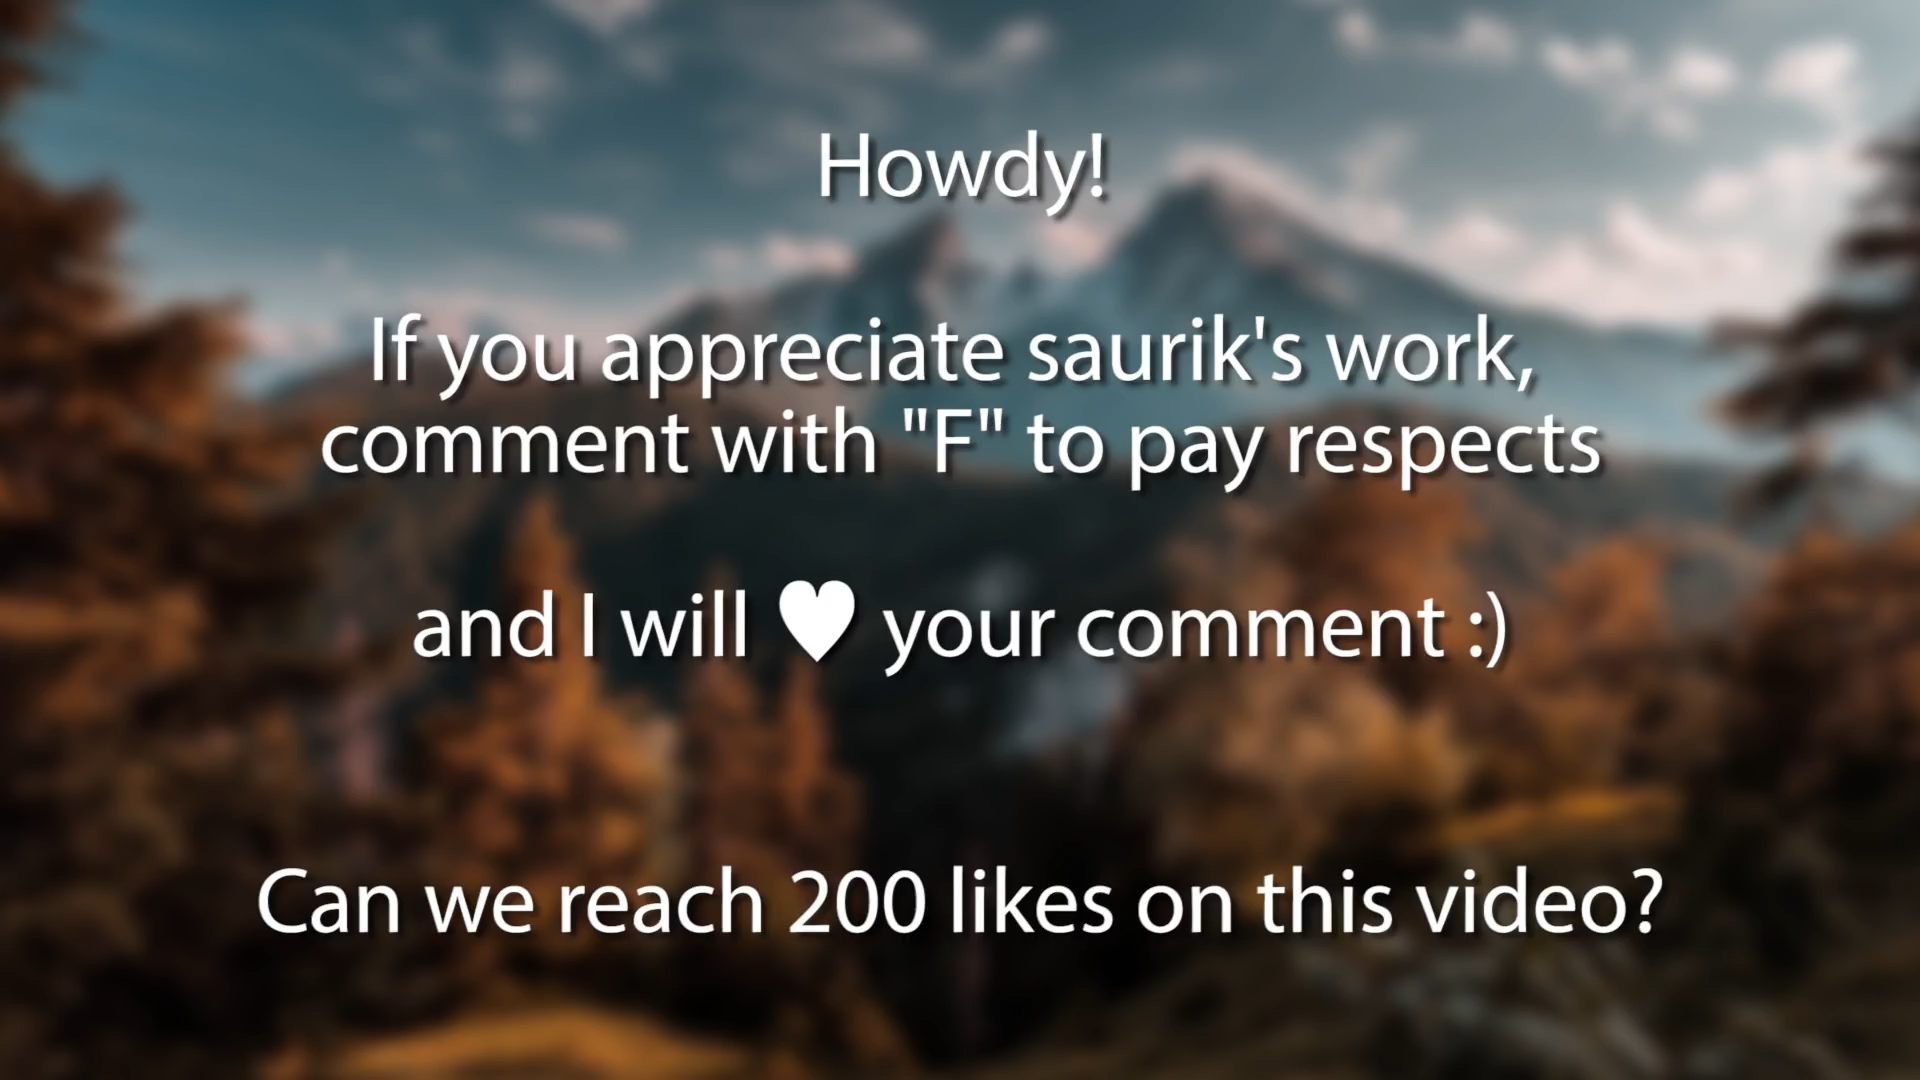 Howdy!
If you appreciate saurik's work,
comment with "F" to pay respects
and I will ♥ your comment :)
Can we reach 200 likes on this video?